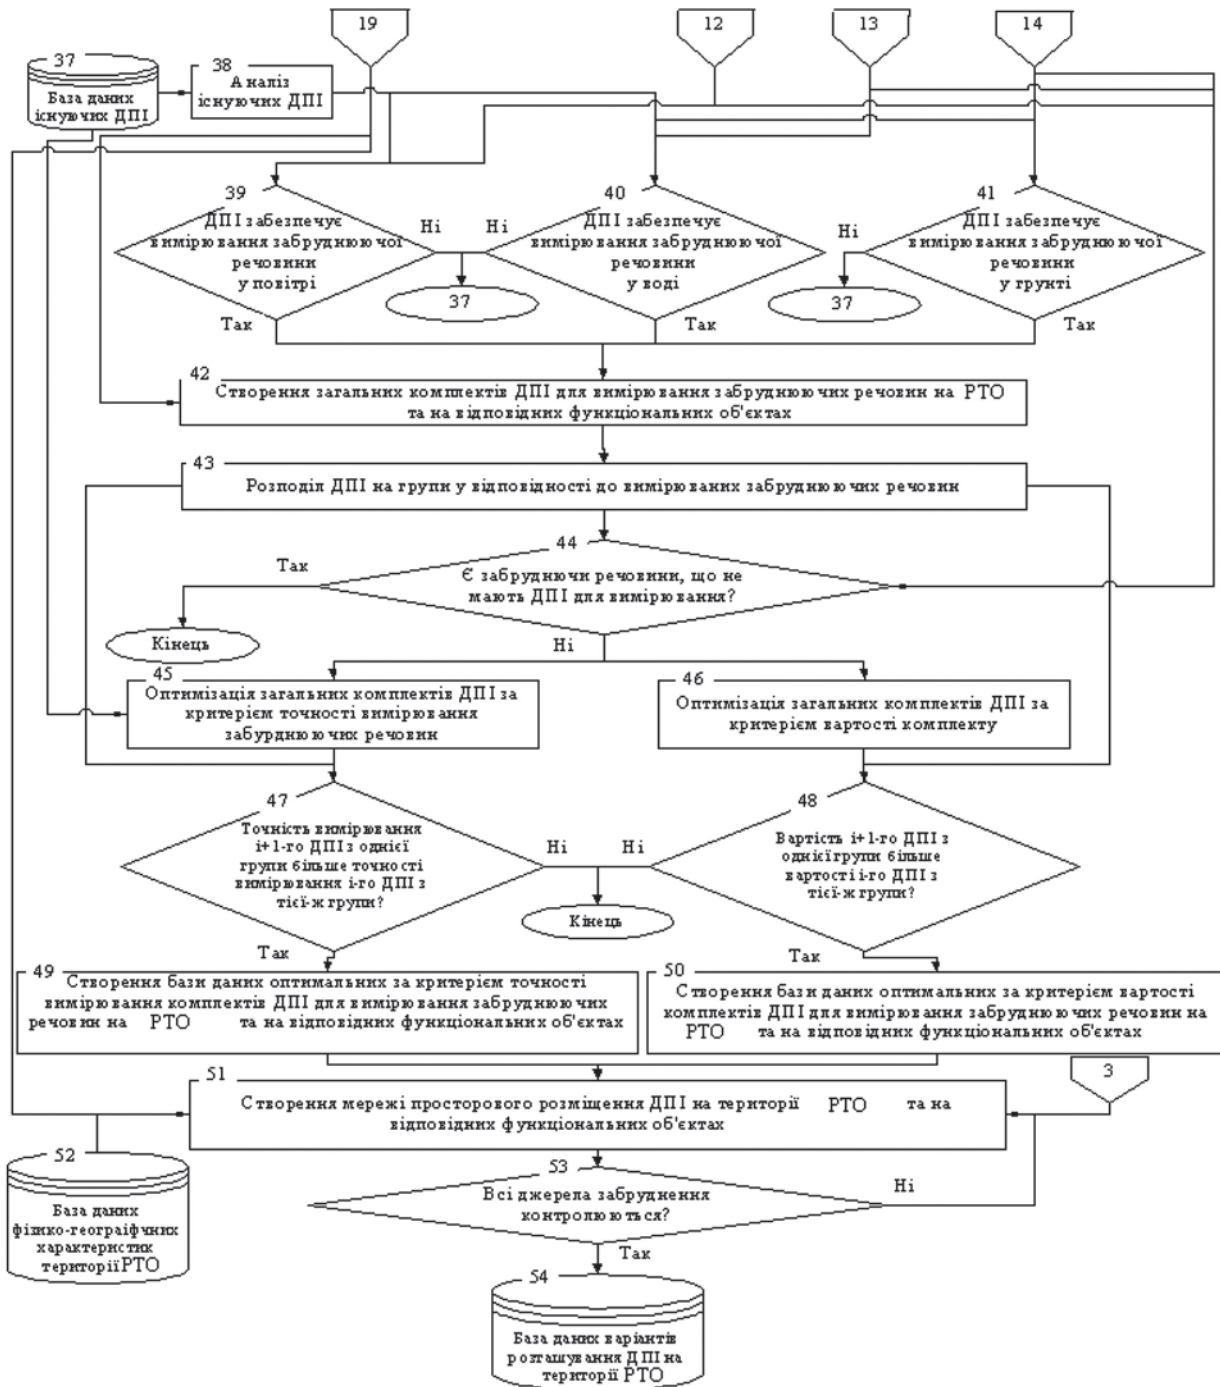 19
12
13
14
37
База даних
існуючих ДПІ
38
Аналіз
існуючих ДПІ
39
ДПІ забезпечує
вимірювання забруднюючої
речовини
у повітрі
Ні
Ні
40
ДПІ забезпечує
вимірювання забруднюючої
речовини
у воді
Ні
41
ДПІ забезпечує
вимірювання забруднюючої
речовини
у грунті
37
37
Так
Так
Так
42
Створення загальних комплектів ДПІ для вимірювання забруднюючих речовин на РТО
та на відповідних функціональних об'єктах
43
Розподіл ДПІ на групи у відповідності до вимірюваних забруднюючих речовин
44
Так
Є забруднюючи речовини, що не
мають ДПІ для вимірювання?
Кінець
Ні
45
Оптимізація загальних комплектів ДПІ за
критерієм точності вимірювання
забурднюючих речовин
46
Оптимізація загальних комплектів ДПІ за
критерієм вартості комплекту
47
Точність вимірювання
і+1-го ДПІ з однієї
групи більше точності
вимірювання і-го ДПІ з
тієї-ж групи?
Ні
Ні
48
Вартість і+1-го ДПІ з
однієї групи більше
вартості і-го ДПІ з
тієї-ж групи?
Кінець
Так
Так
49
Створення бази даних оптимальних за критерієм точності
вимірювання комплектів ДПІ для вимірювання забруднюючих
речовин на РТО та на відповідних функціональних об'єктах
50
Створення бази даних оптимальних за критерієм вартості
комплектів ДПІ для вимірювання забруднюючих речовин на
РТО та на відповідних функціональних об'єктах
51
Створення мережі просторового розміщення ДПІ на території РТО та на
відповідних функціональних об'єктах
3
52
База даних
фізико-геограіфчних
характеристик
території РТО
53
Всі джерела забруднення
контролюються?
Ні
Так
54
База даних варіантів
розташування ДПІ на
території РТО